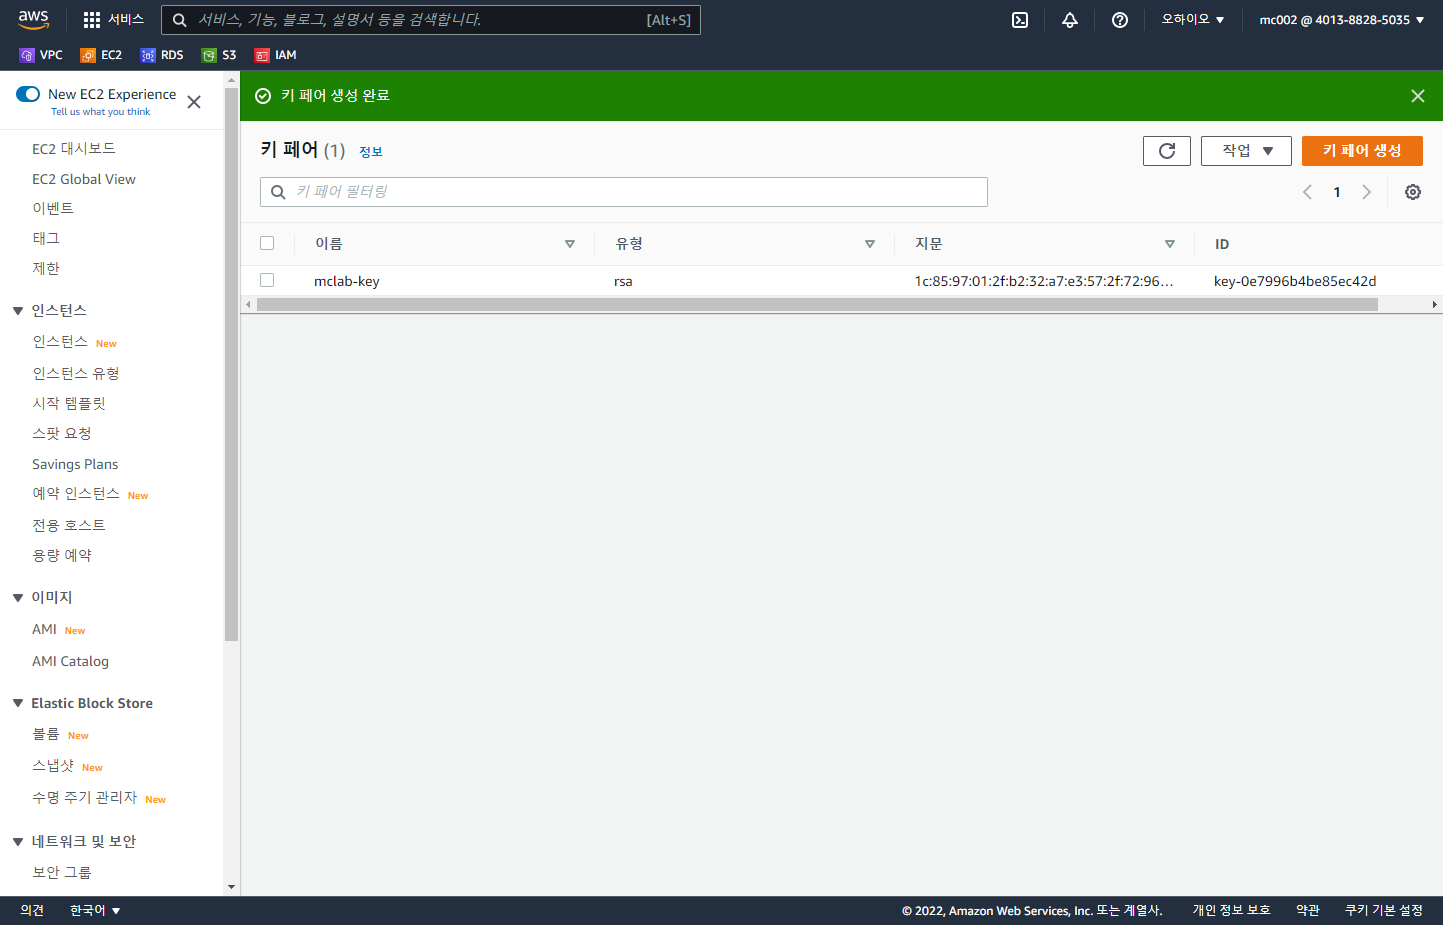 aws 서비스 서비스, 기능, 블로그, 설명서 등을 검색합니다. [Alt+S] 오하이오 mc002 @ 4013-8828-5035
VPC EC2 RDS S3 IAM
New EC2 Experience
Tell us what you think
EC2 대시보드
EC2 Global View
이벤트
태그
제한
인스턴스
인스턴스 New
인스턴스 유형
시작 템플릿
스팟 요청
Savings Plans
예약 인스턴스 New
전용 호스트
용량 예약
이미지
AMI New
AMI Catalog
Elastic Block Store
볼륨 New
스냅샷 New
수명 주기 관리자 New
네트워크 및 보안
보안 그룹
키 페어 생성 완료
키 페어 (1) 정보 작업 키 페어 생성
키 페어 필터링 1
이름 유형 지문 ID
mclab-key rsa 1c:85:97:01:2f:b2:32:a7:e3:57:2f:72:96... key-0e7996b4be85ec42d
의견 한국어 © 2022, Amazon Web Services, Inc. 또는 계열사. 개인 정보 보호 약관 쿠키 기본 설정